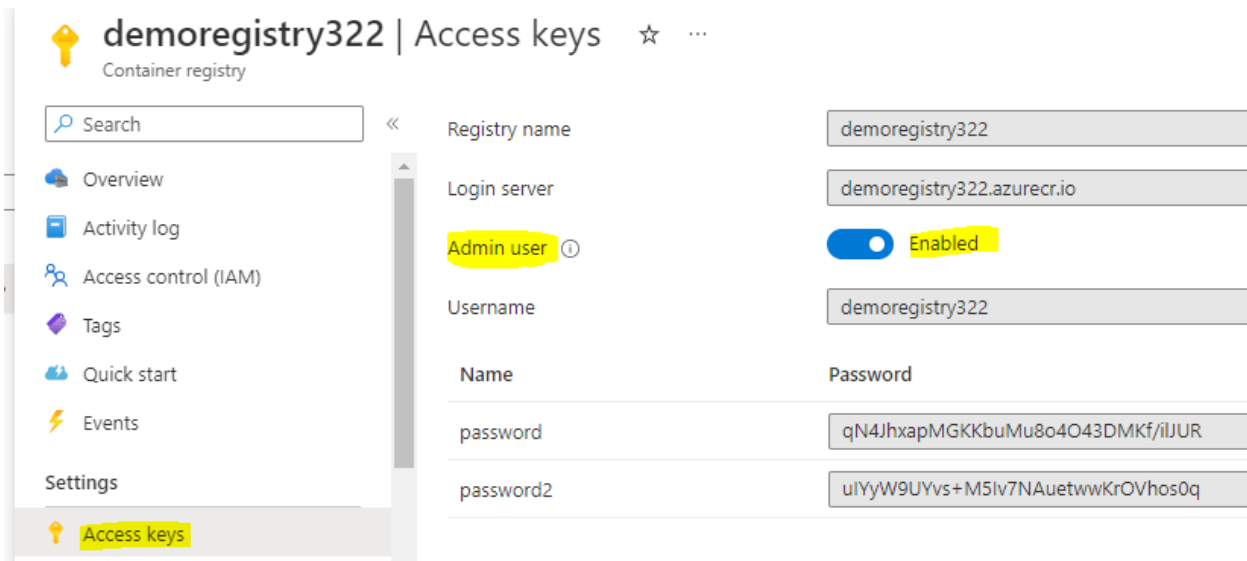 demoregistry322 | Access keys
Container registry
Search
Overview
Activity log
Access control (IAM)
Tags
Quick start
Events
Settings
Access keys
Registry name demoregistry322
Login server demoregistry322.azurecr.io
Admin user Enabled
Username demoregistry322
Name Password
password qN4JhxapMGKKbuMu8o4O43DMKf/ilJUR
password2 uIYyW9UYvs+M5Iv7NAuetwwKrOVhos0q